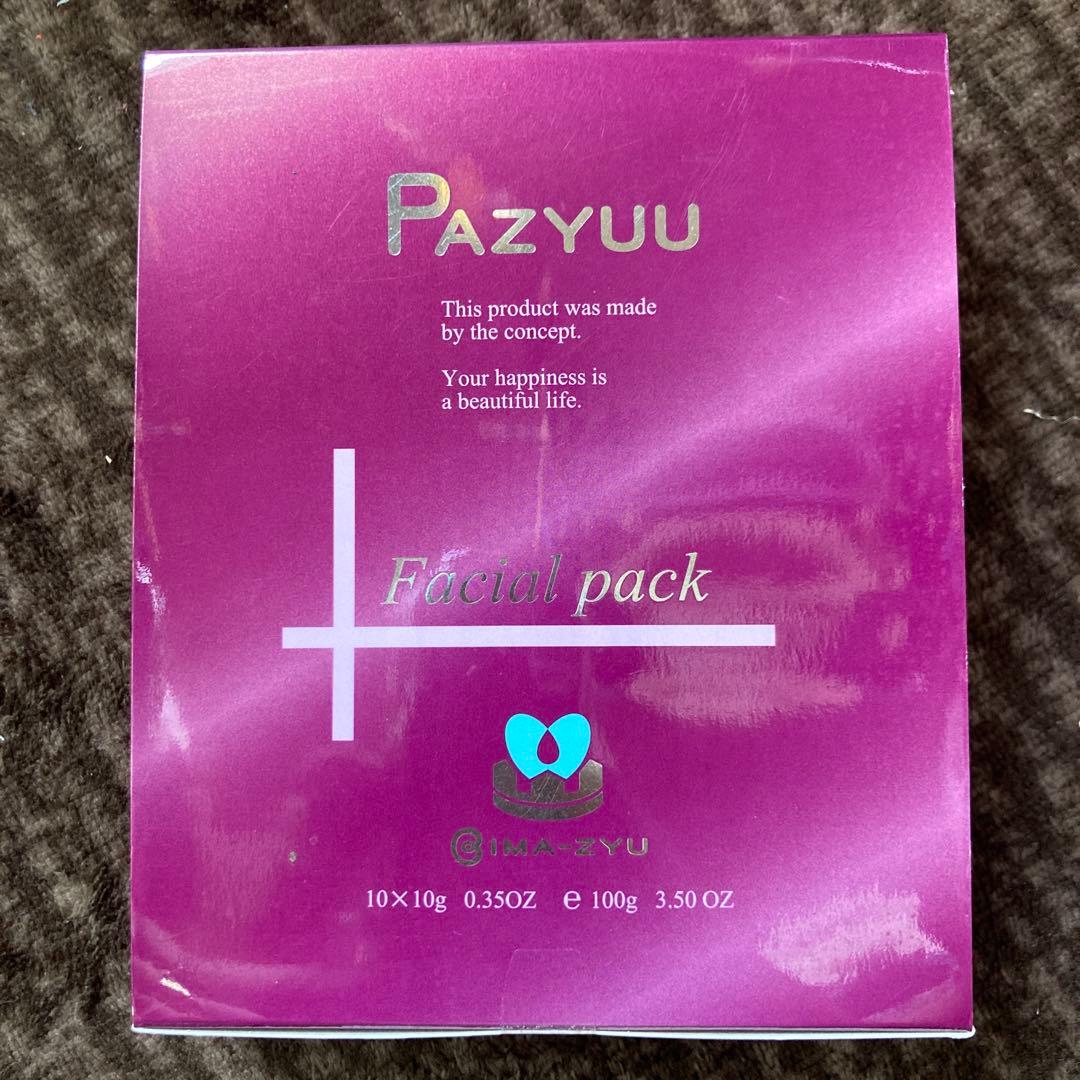 PAZYUU
This product was made
by the concept.
Your happiness is
a beautiful life.
Facial pack
IMA-ZYU
10×10g 0.35OZ ℮ 100g 3.50 OZ